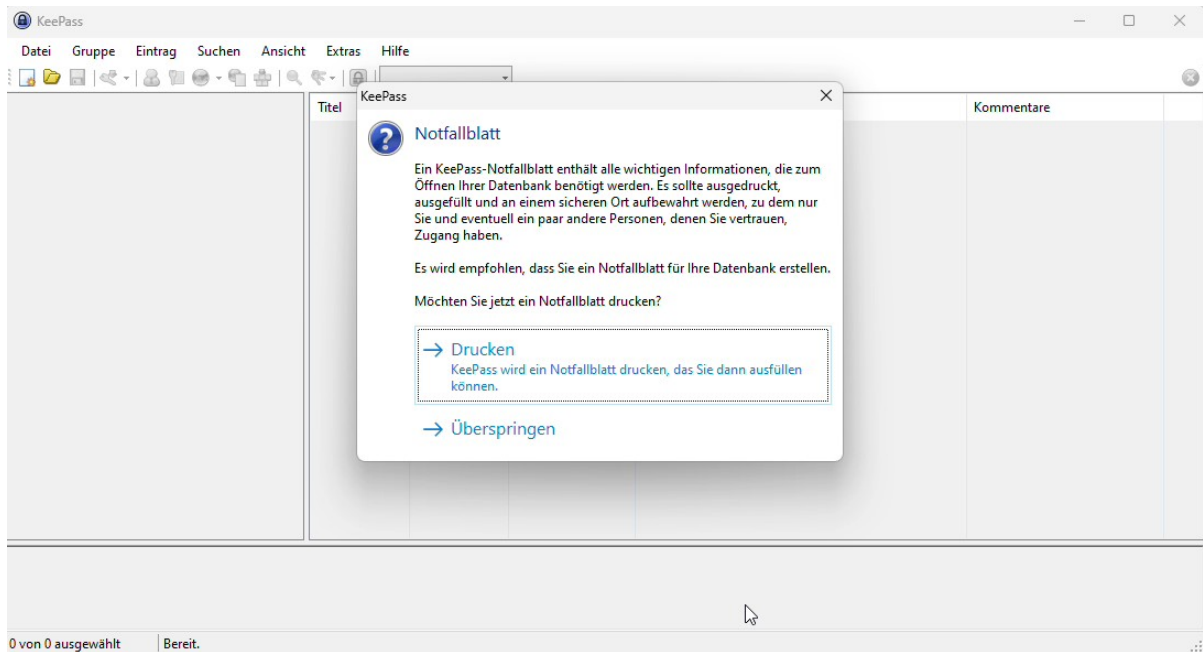 KeePass
Datei Gruppe Eintrag Suchen Ansicht Extras Hilfe
Titel
Kommentare
KeePass
Notfallblatt
Ein KeePass-Notfallblatt enthält alle wichtigen Informationen, die zum
Öffnen Ihrer Datenbank benötigt werden. Es sollte ausgedruckt,
ausgefüllt und an einem sicheren Ort aufbewahrt werden, zu dem nur
Sie und eventuell ein paar andere Personen, denen Sie vertrauen,
Zugang haben.
Es wird empfohlen, dass Sie ein Notfallblatt für Ihre Datenbank erstellen.
Möchten Sie jetzt ein Notfallblatt drucken?
Drucken
KeePass wird ein Notfallblatt drucken, das Sie dann ausfüllen
können.
Überspringen
0 von 0 ausgewählt Bereit.